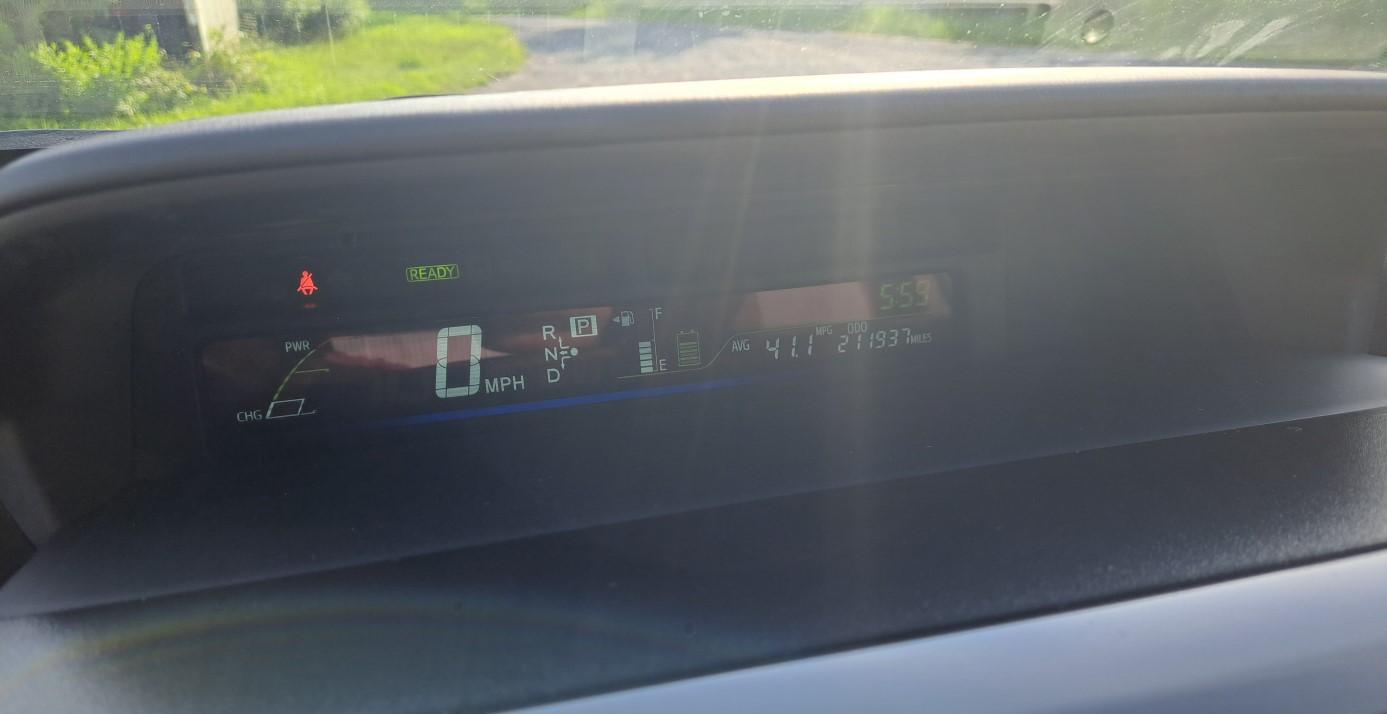 READY
5:59
PWR
0 MPH
R P
N
D
CHG
F
E
AVG 41.1 MPG
ODO 211937 MILES